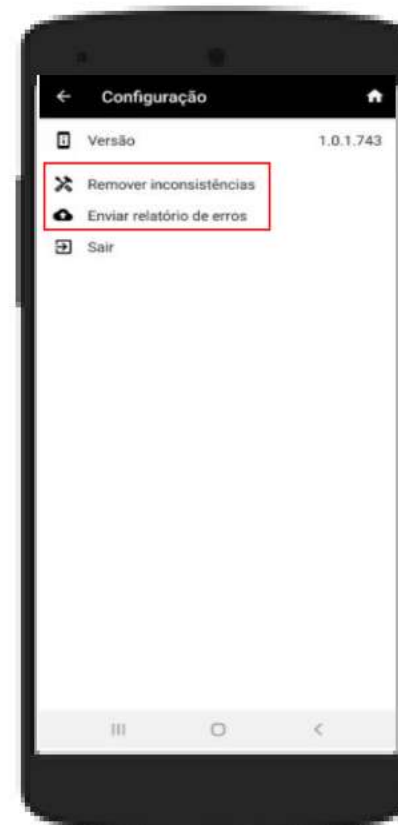 Configuração
Versão 1.0.1.743
Remover inconsistências
Enviar relatório de erros
Sair